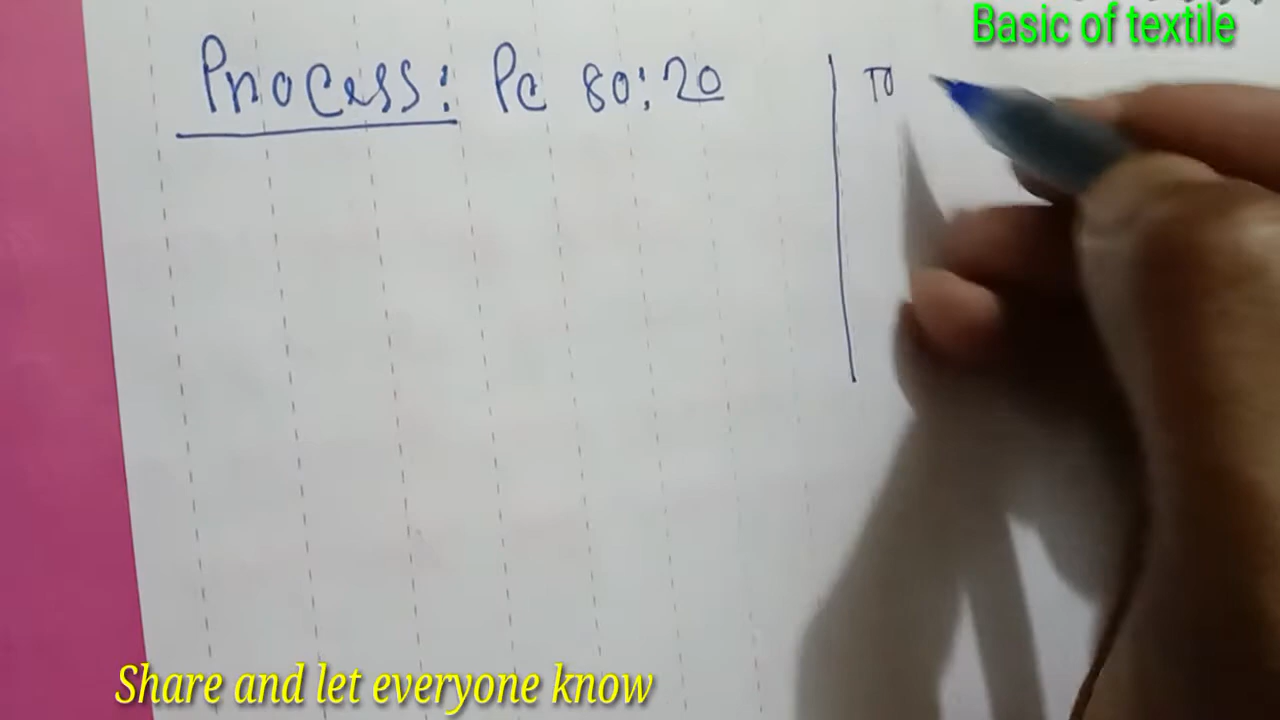 Basic of textile
Process: Pc 80:20
To
Share and let everyone know